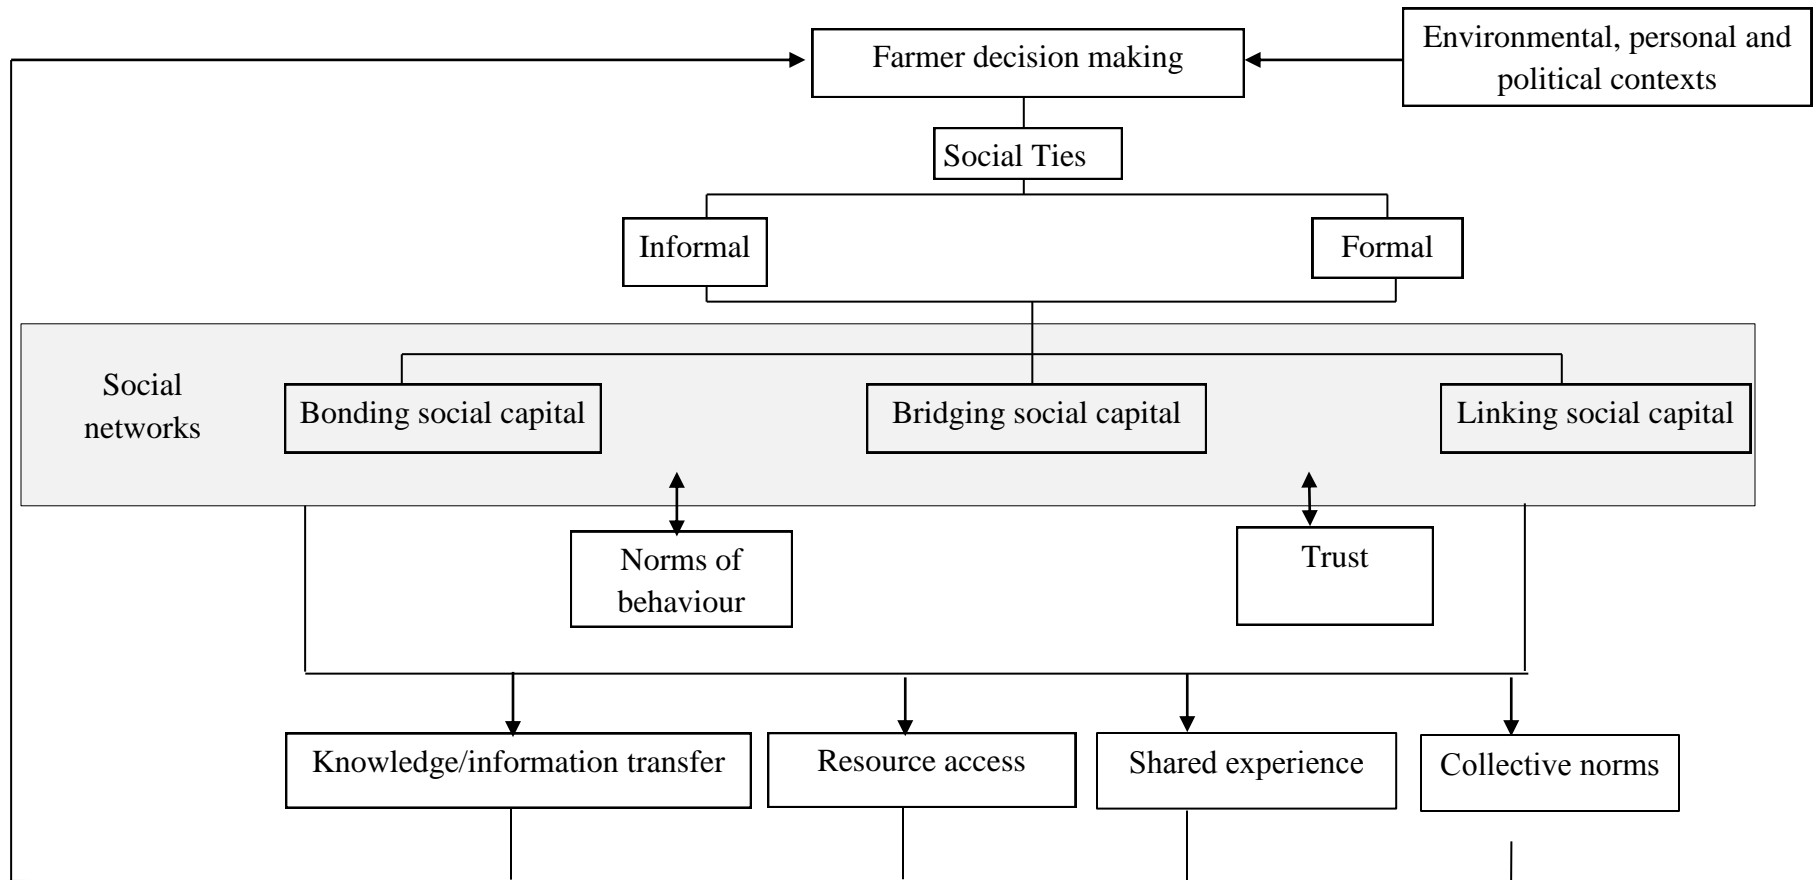 Farmer decision making
Environmental, personal and
political contexts
Social Ties
Informal
Formal
Social
networks
Bonding social capital
Bridging social capital
Linking social capital
Norms of
behaviour
Trust
Knowledge/information transfer
Resource access
Shared experience
Collective norms